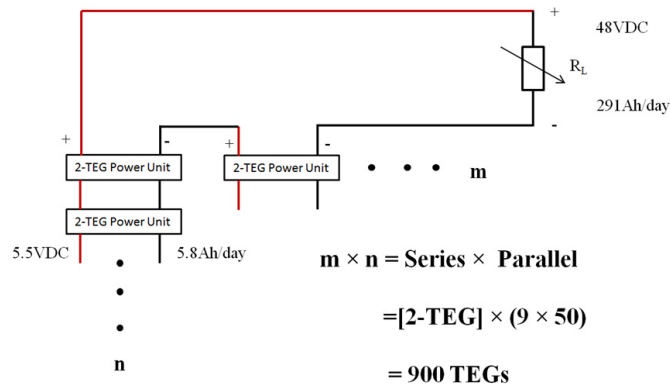 +
48VDC
R_L
291Ah/day
-
+ - + -
2-TEG Power Unit 2-TEG Power Unit • • • m
2-TEG Power Unit
5.5VDC 5.8Ah/day
m × n = Series × Parallel
=[2-TEG] × (9 × 50)
n
= 900 TEGs